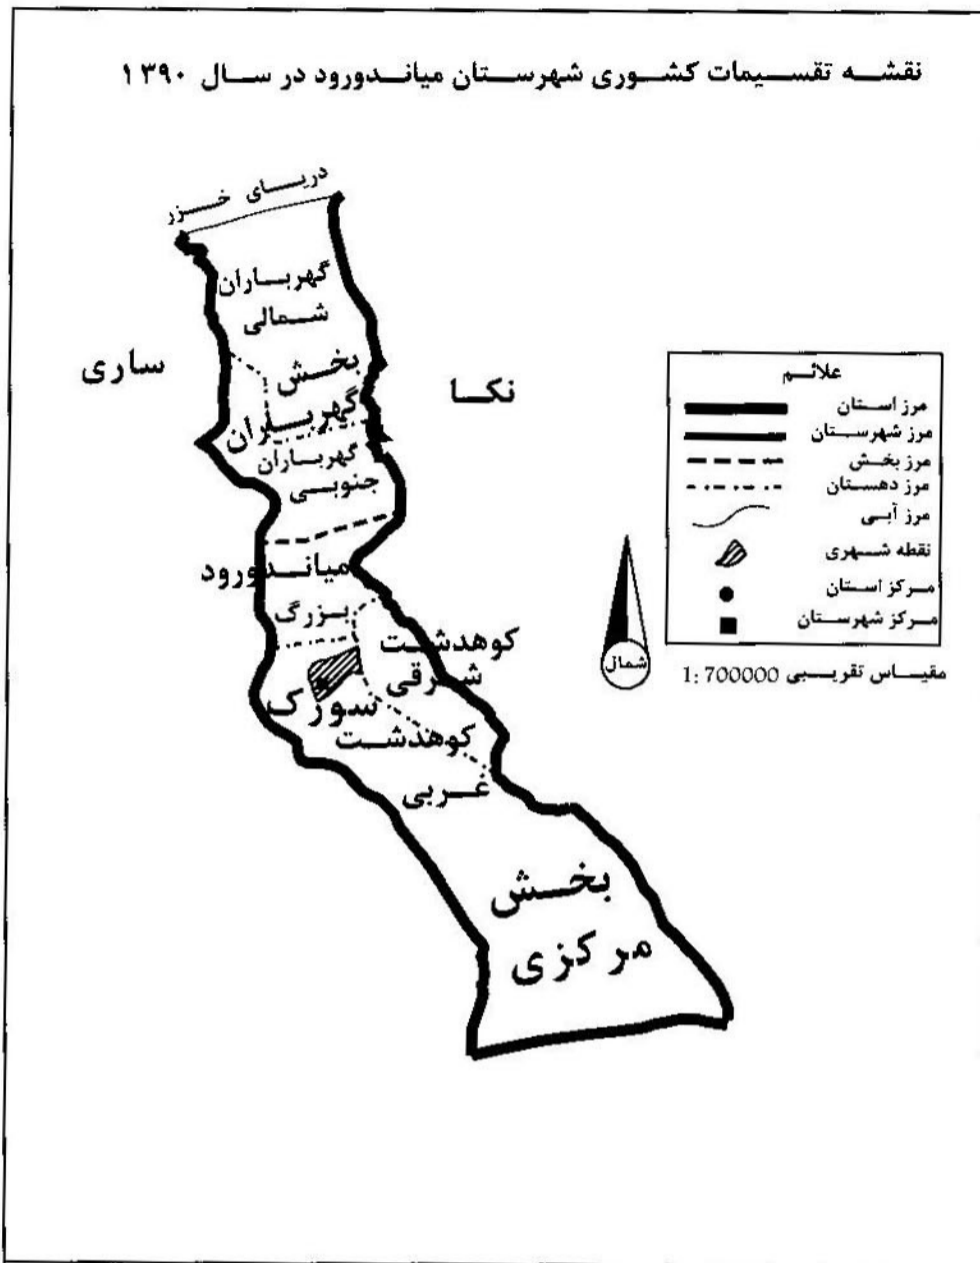 نقشه تقسیمات کشوری شهرستان میاندورود در سال ۱۳۹۰
دریای خزر
گهرباران
شمالی
بخش
گهرباران
گهرباران
جنوبی
ساری
نکا
میاندورود
بزرگ
کوهدشت
شرقی
سورک
کوهدشت
غربی
بخش
مرکزی
علائم
مرز استان
مرز شهرستان
مرز بخش
مرز دهستان
مرز آبی
نقطه شهری
مرکز استان
مرکز شهرستان
شمال
مقیاس تقریبی 1:700000